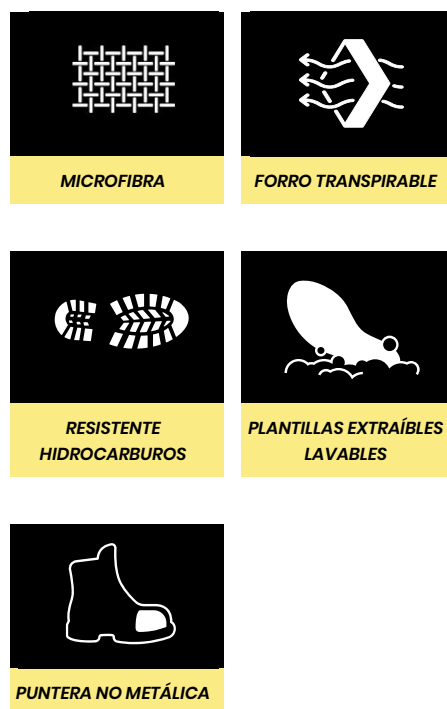 MICROFIBRA
FORRO TRANSPIRABLE
RESISTENTE
HIDROCARBUROS
PLANTILLAS EXTRAÍBLES
LAVABLES
PUNTERA NO METÁLICA